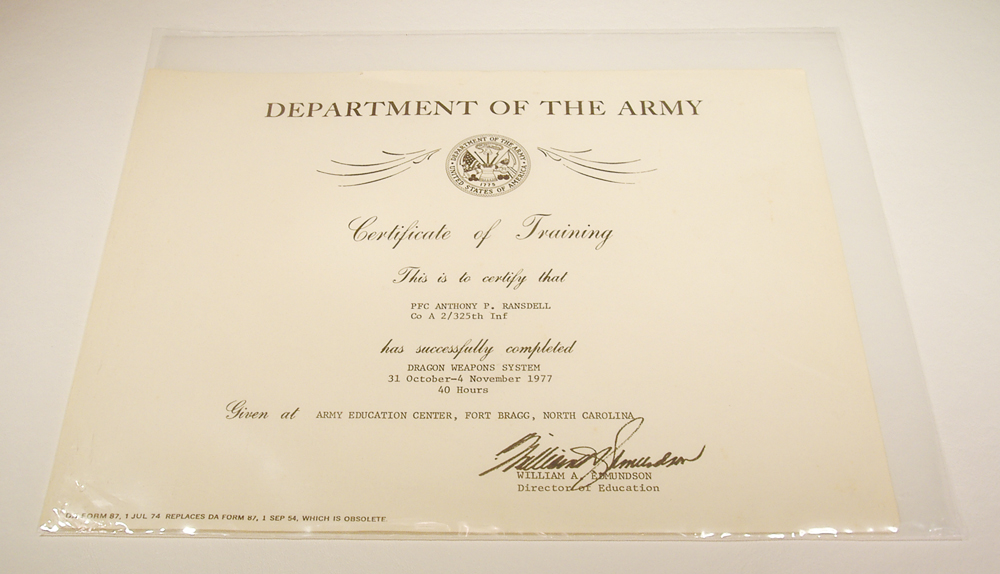 DEPARTMENT OF THE ARMY
DEPARTMENT OF THE ARMY
1775
UNITED STATES OF AMERICA
Certificate of Training
This is to certify that
PFC ANTHONY P. RANSDELL
Co A 2/325th Inf
has successfully completed
DRAGON WEAPONS SYSTEM
31 October-4 November 1977
40 Hours
Given at ARMY EDUCATION CENTER, FORT BRAGG, NORTH CAROLINA
William A Edmundson
WILLIAM A. EDMUNDSON
Director of Education
DA FORM 87, 1 JUL 74 REPLACES DA FORM 87, 1 SEP 54, WHICH IS OBSOLETE